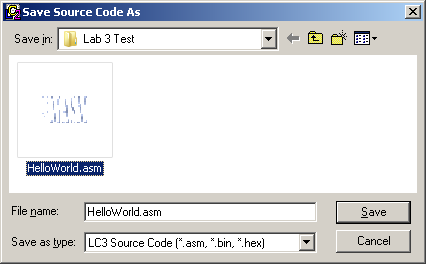 Save Source Code As
Save in: Lab 3 Test
HelloWorld.asm
File name: HelloWorld.asm Save
Save as type: LC3 Source Code (*.asm, *.bin, *.hex) Cancel